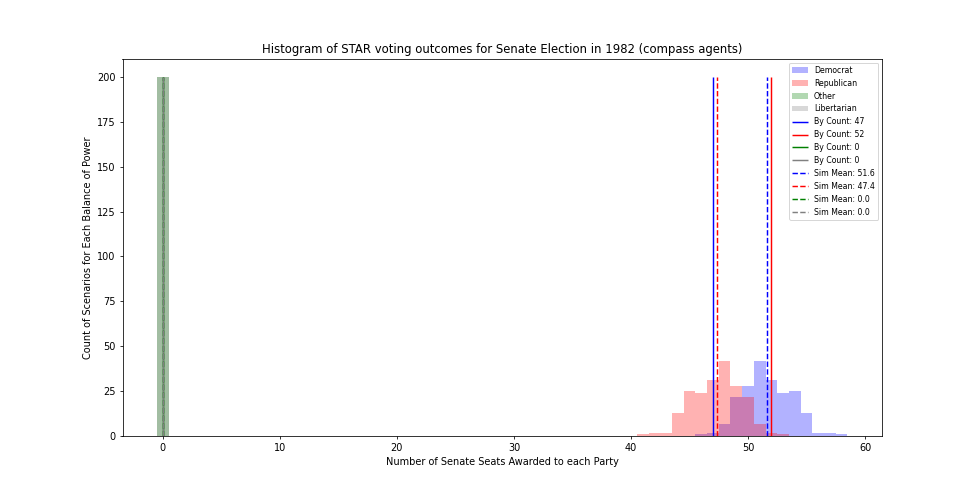 Histogram of STAR voting outcomes for Senate Election in 1982 (compass agents)
Count of Scenarios for Each Balance of Power
200
175
150
125
100
75
50
25
0
0 10 20 30 40 50 60
Number of Senate Seats Awarded to each Party
Democrat
Republican
Other
Libertarian
By Count: 47
By Count: 52
By Count: 0
By Count: 0
Sim Mean: 51.6
Sim Mean: 47.4
Sim Mean: 0.0
Sim Mean: 0.0